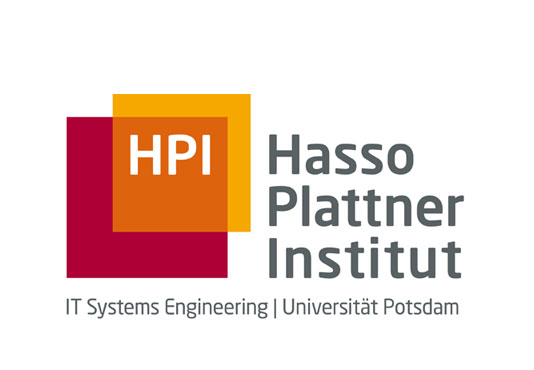 HPI
Hasso
Plattner
Institut
IT Systems Engineering | Universität Potsdam